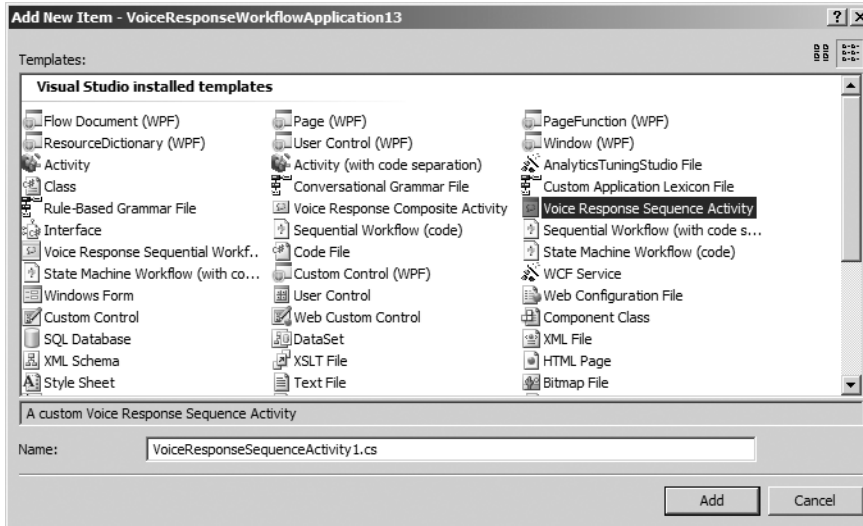 Add New Item - VoiceResponseWorkflowApplication13
Templates:
Visual Studio installed templates
Flow Document (WPF) Page (WPF) PageFunction (WPF)
ResourceDictionary (WPF) User Control (WPF) Window (WPF)
Activity Activity (with code separation) AnalyticsTuningStudio File
Class Conversational Grammar File Custom Application Lexicon File
Rule-Based Grammar File Voice Response Composite Activity Voice Response Sequence Activity
Interface Sequential Workflow (code) Sequential Workflow (with code s...
Voice Response Sequential Workf.. Code File State Machine Workflow (code)
State Machine Workflow (with co... Custom Control (WPF) WCF Service
Windows Form User Control Web Configuration File
Custom Control Web Custom Control Component Class
SQL Database DataSet XML File
XML Schema XSLT File HTML Page
Style Sheet Text File Bitmap File
A custom Voice Response Sequence Activity
Name: VoiceResponseSequenceActivity1.cs
Add Cancel